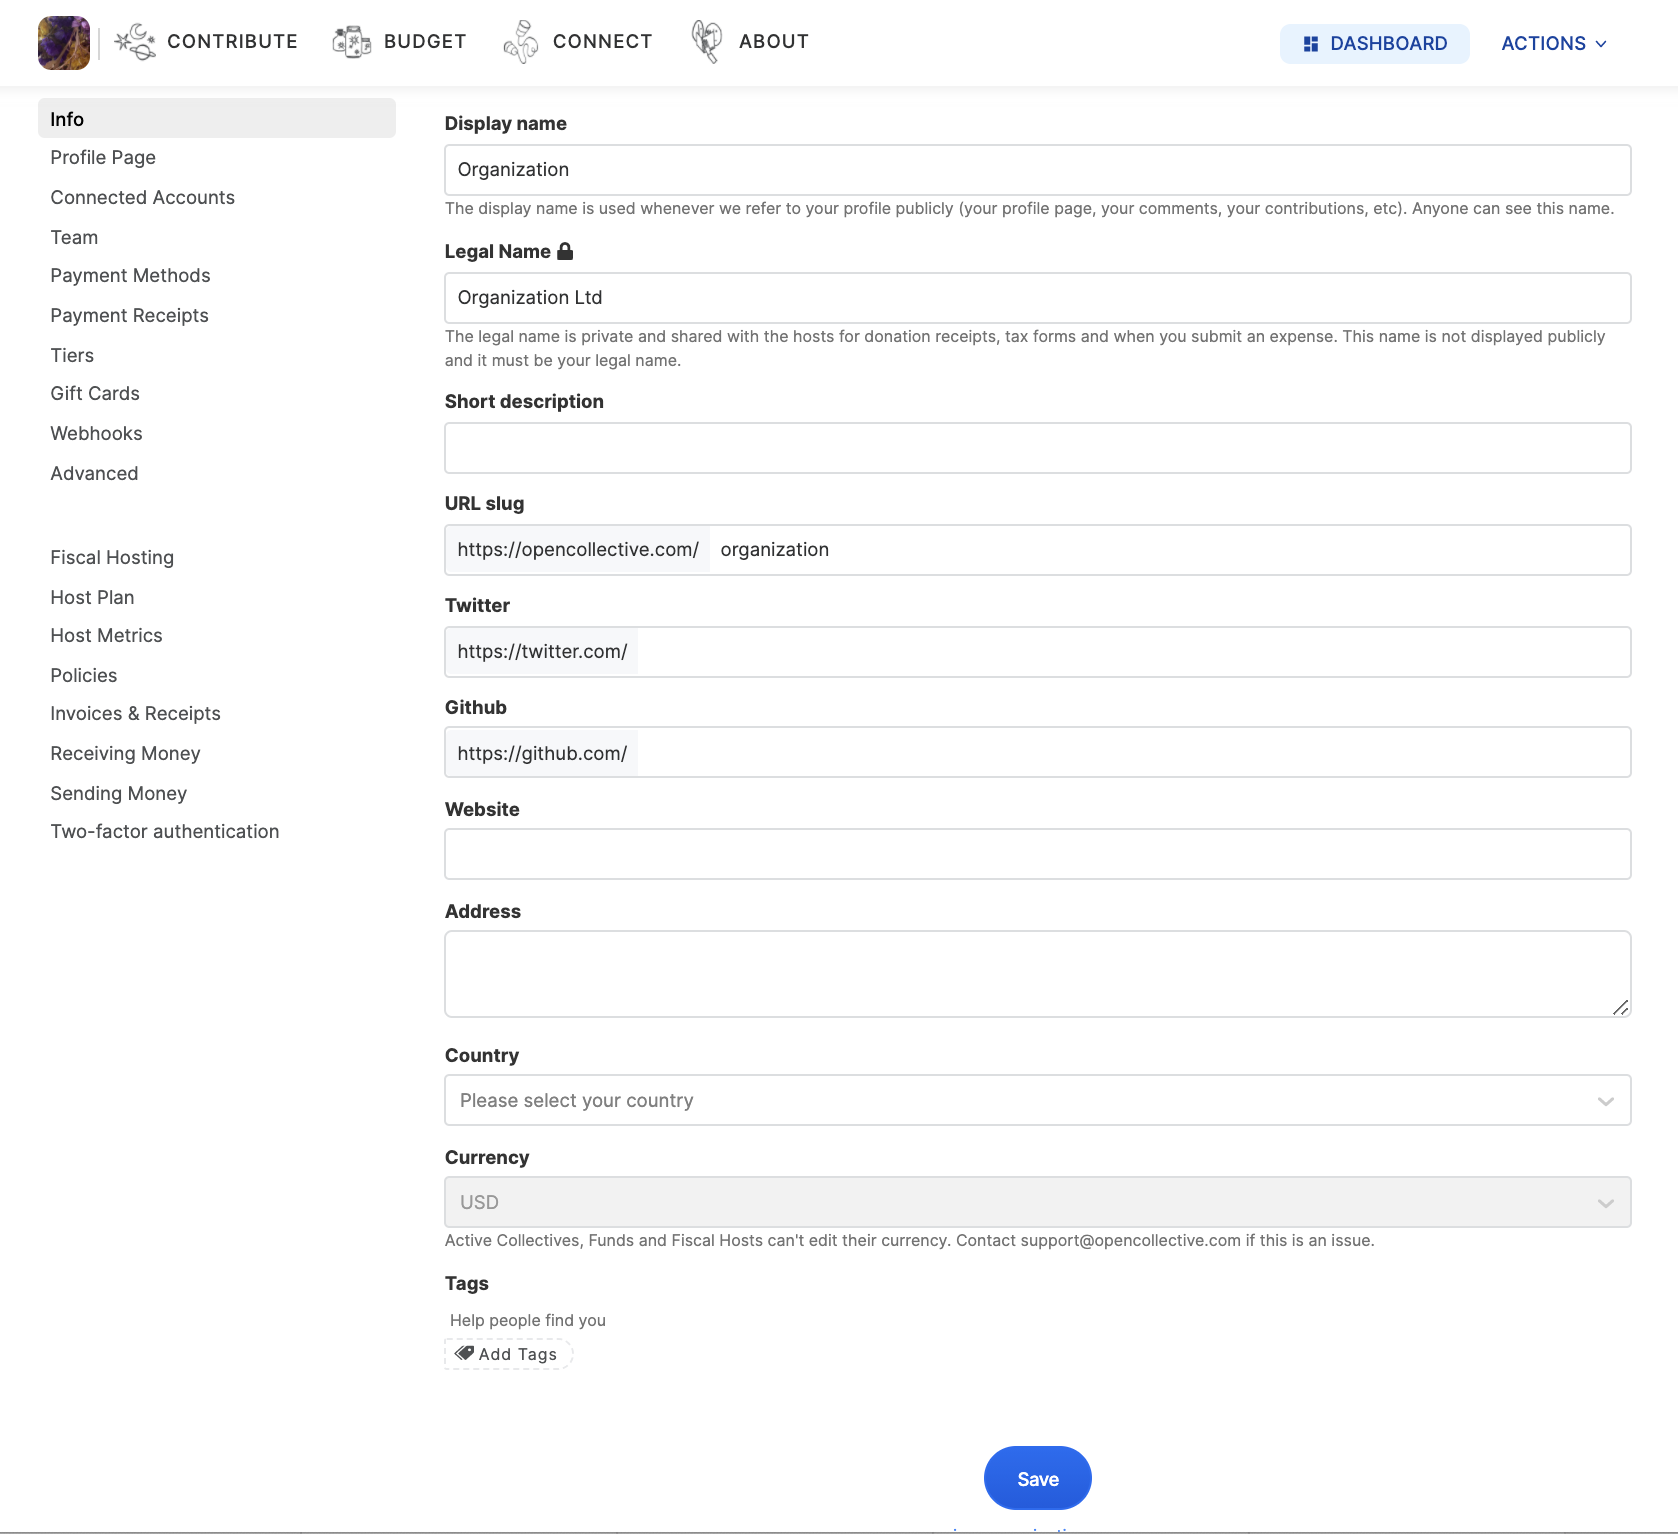 CONTRIBUTE
BUDGET
CONNECT
ABOUT
DASHBOARD
ACTIONS
Info
Profile Page
Connected Accounts
Team
Payment Methods
Payment Receipts
Tiers
Gift Cards
Webhooks
Advanced
Fiscal Hosting
Host Plan
Host Metrics
Policies
Invoices & Receipts
Receiving Money
Sending Money
Two-factor authentication
Display name
Organization
The display name is used whenever we refer to your profile publicly (your profile page, your comments, your contributions, etc). Anyone can see this name.
Legal Name
Organization Ltd
The legal name is private and shared with the hosts for donation receipts, tax forms and when you submit an expense. This name is not displayed publicly
and it must be your legal name.
Short description
URL slug
https://opencollective.com/ organization
Twitter
https://twitter.com/
Github
https://github.com/
Website
Address
Country
Please select your country
Currency
USD
Active Collectives, Funds and Fiscal Hosts can't edit their currency. Contact support@opencollective.com if this is an issue.
Tags
Help people find you
Add Tags
Save